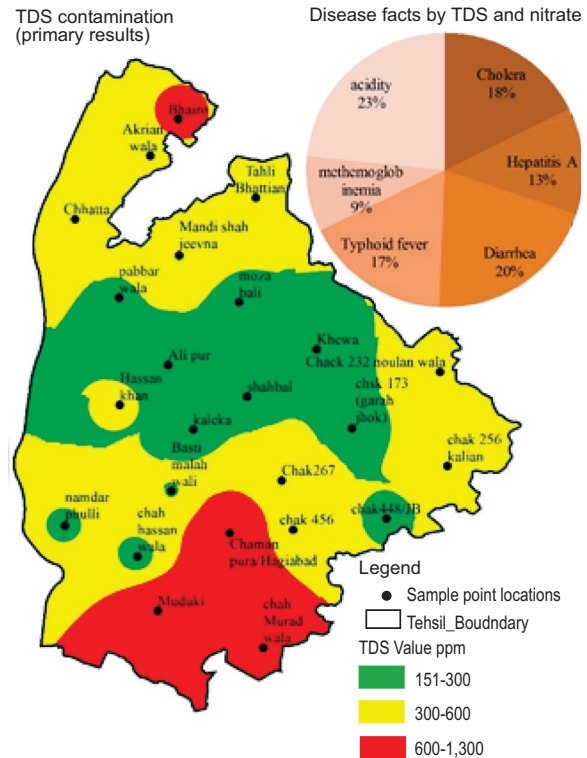 TDS contamination
(primary results)
Disease facts by TDS and nitrate
Cholera
18%
Hepatitis A
13%
Diarrhea
20%
Typhoid fever
17%
methemoglob
inemia
9%
acidity
23%
Bhairo
Akrian
wala
Tahli
Bhattian
Chhatta
Mandi shah
jeevna
pabbar
wala
moza
bali
Khewa
Chack 232 noulan wala
Ali pur
Hassan
khan
shahbal
chsk 173
(garah
jhok)
kaleka
Basti
malah
wali
chak 256
kalian
Chak267
namdar
phulli
chah
hassan
wala
chak448/JB
chak 456
Chaman
pura/Hagiabad
Muduki
chah
Murad
wala
Legend
Sample point locations
Tehsil_Boudndary
TDS Value ppm
151-300
300-600
600-1,300